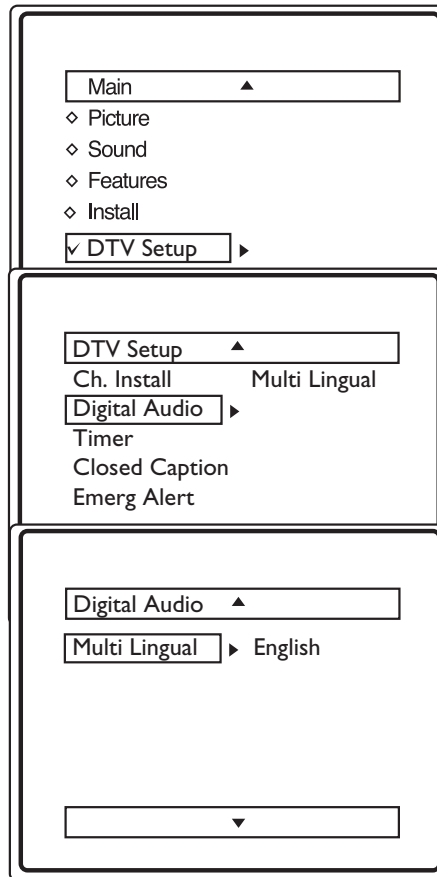 Main ▲
◇ Picture
◇ Sound
◇ Features
◇ Install
✓ DTV Setup ▶
DTV Setup ▲
Ch. Install Multi Lingual
Digital Audio ▶
Timer
Closed Caption
Emerg Alert
Digital Audio ▲
Multi Lingual ▶ English
▼